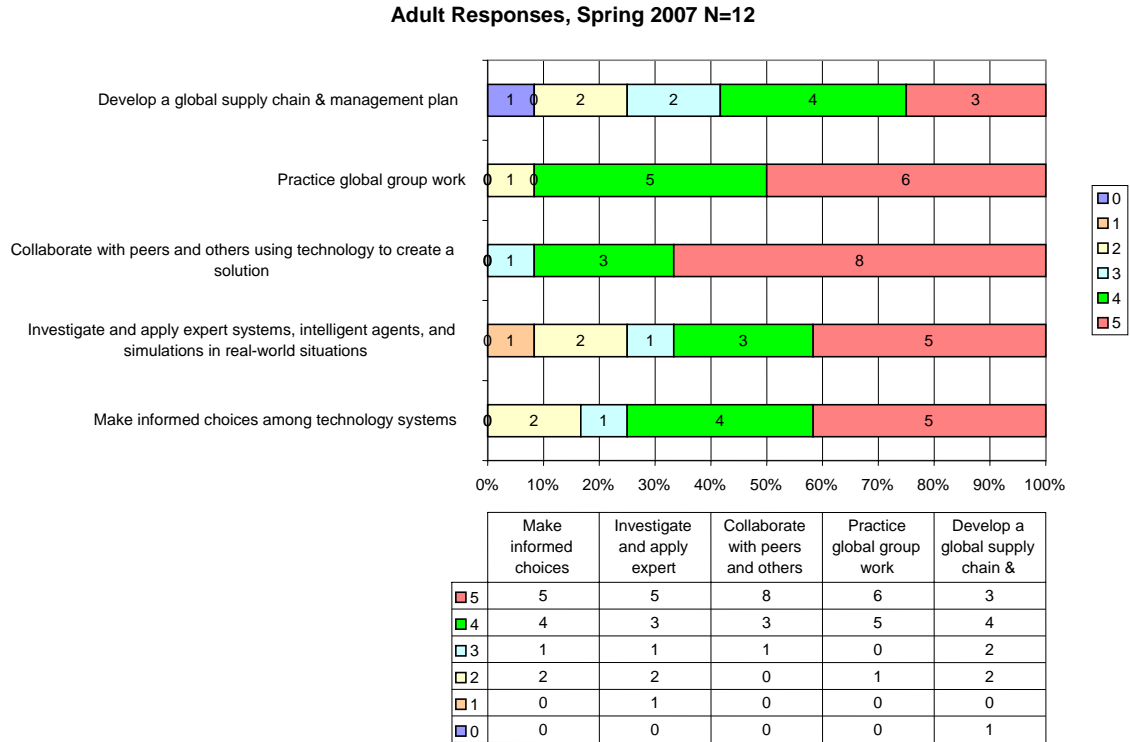 Adult Responses, Spring 2007 N=12
Develop a global supply chain & management plan
1 0 2 2 4 3
Practice global group work
0 1 0 5 6
Collaborate with peers and others using technology to create a
solution
0 1 3 8
Investigate and apply expert systems, intelligent agents, and
simulations in real-world situations
0 1 2 1 3 5
Make informed choices among technology systems
0 2 1 4 5
0
1
2
3
4
5
0% 10% 20% 30% 40% 50% 60% 70% 80% 90% 100%
Make Investigate Collaborate Practice Develop a
informed and apply with peers global group global supply
choices expert and others work chain &
5 5 5 8 6 3
4 4 3 3 5 4
3 1 1 1 0 2
2 2 2 0 1 2
1 0 1 0 0 0
0 0 0 0 0 1